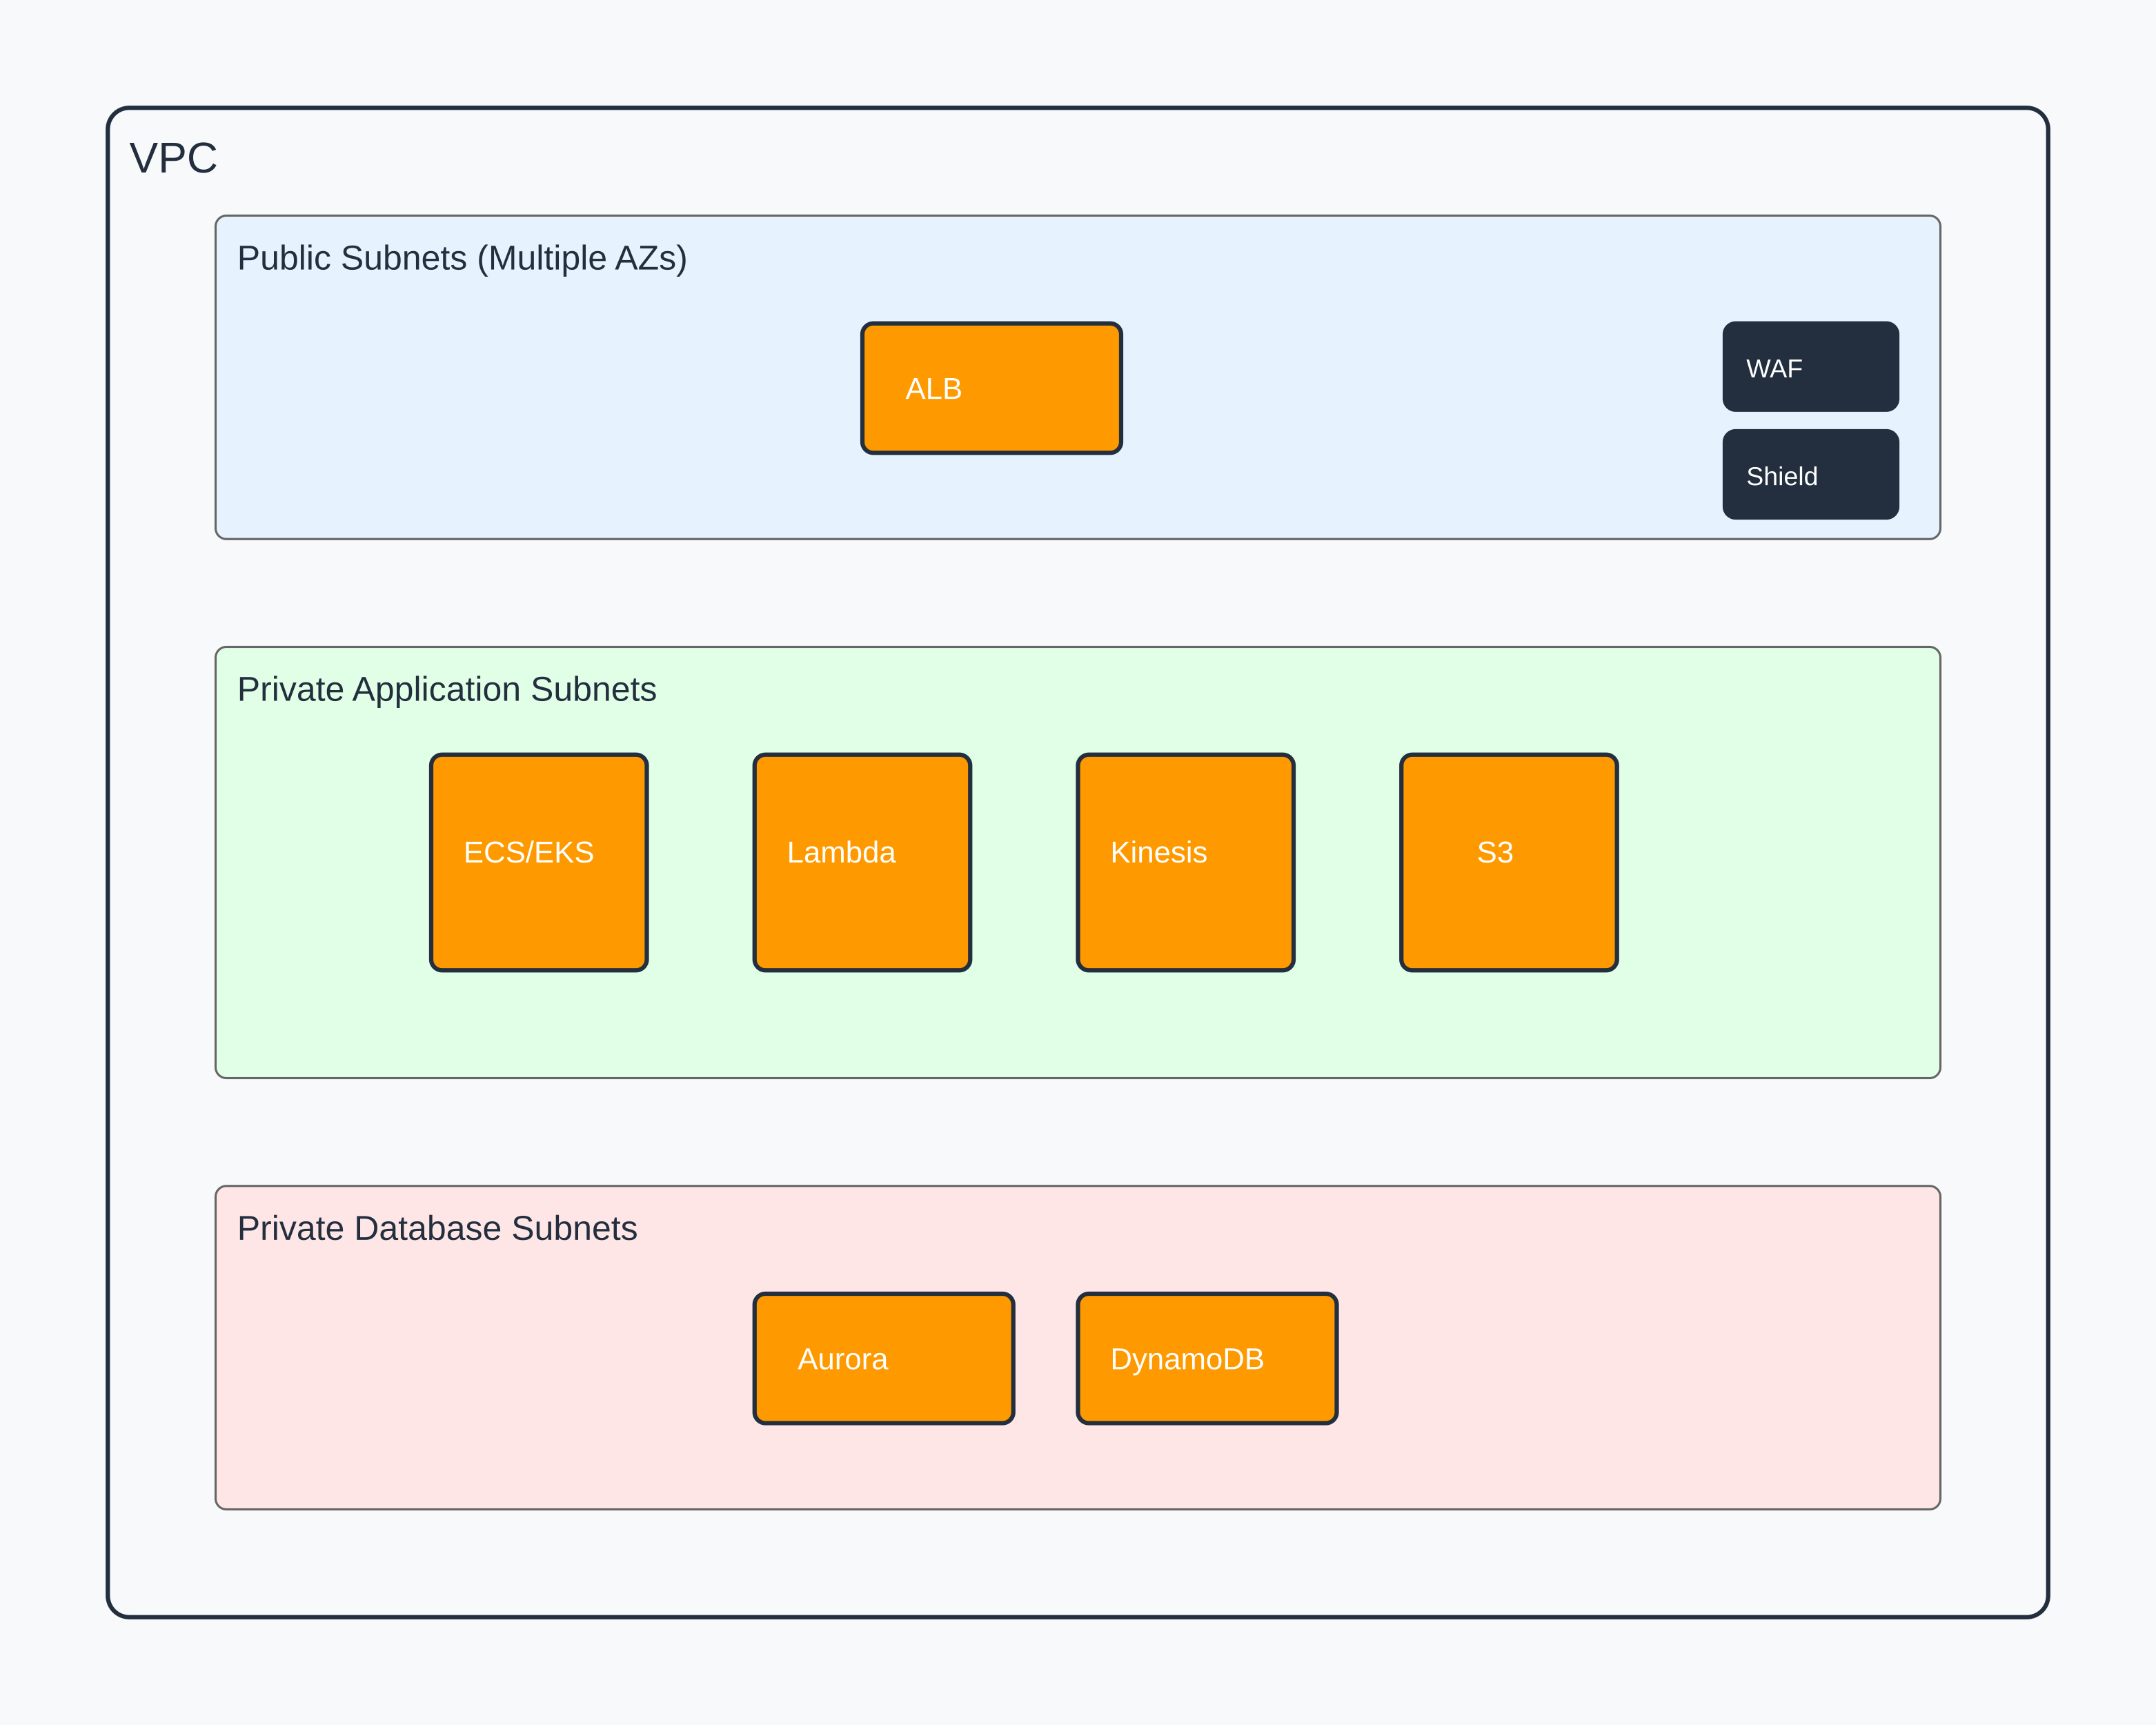 VPC
Public Subnets (Multiple AZs)
ALB
WAF
Shield
Private Application Subnets
ECS/EKS
Lambda
Kinesis
S3
Private Database Subnets
Aurora
DynamoDB